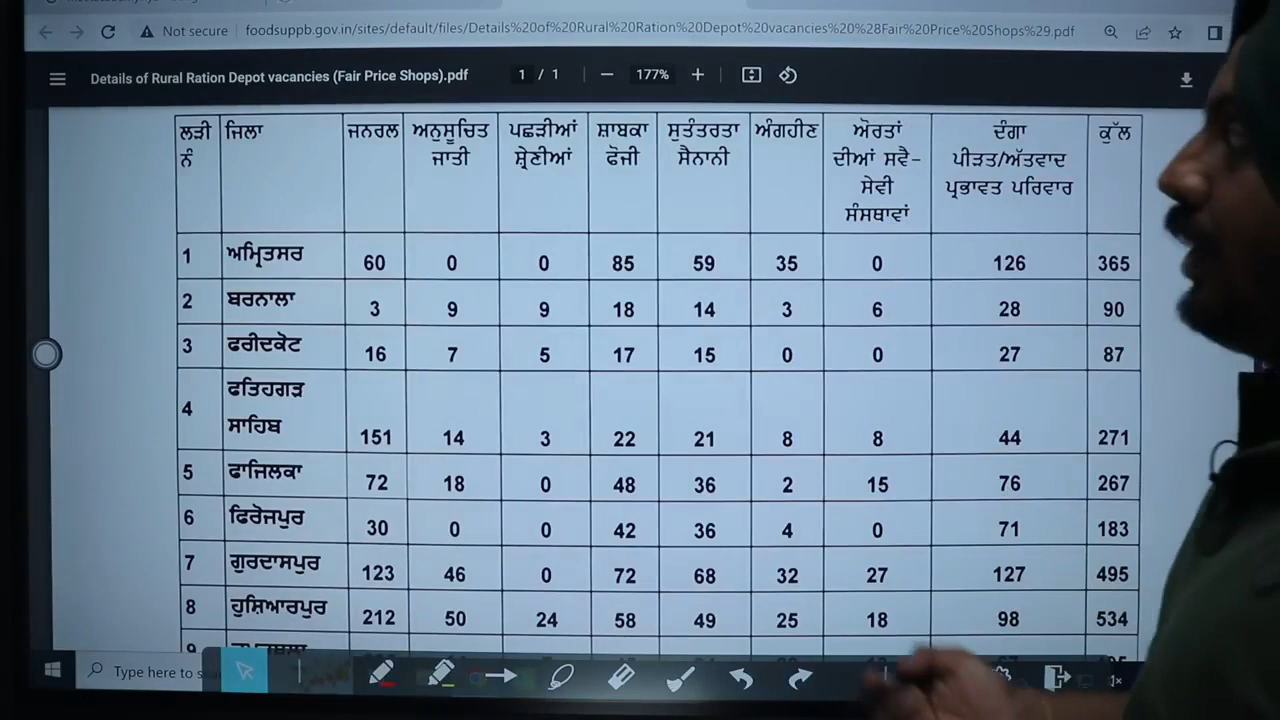 Not secure foodsuppb.gov.in/sites/default/files/Details%20of%20Rural%20Ration%20Depot%20vacancies%20%28Fair%20Price%20Shops%29.pdf
Details of Rural Ration Depot vacancies (Fair Price Shops).pdf 1 / 1 177%
ਲੜੀ ਨੰ ਜਿਲਾ ਜਨਰਲ ਅਨੁਸੂਚਿਤ ਜਾਤੀ ਪਛੜੀਆਂ ਸ਼੍ਰੇਣੀਆਂ ਸ਼ਾਬਕਾ ਫੋਜੀ ਸੁਤੰਤਰਤਾ ਸੈਨਾਨੀ ਅੰਗਹੀਣ ਔਰਤਾਂ ਦੀਆਂ ਸਵੈ-ਸੇਵੀ ਸੰਸਥਾਵਾਂ ਦੰਗਾ ਪੀੜਤ/ਅੱਤਵਾਦ ਪ੍ਰਭਾਵਤ ਪਰਿਵਾਰ ਕੁੱਲ
1 ਅਮ੍ਰਿਤਸਰ 60 0 0 85 59 35 0 126 365
2 ਬਰਨਾਲਾ 3 9 9 18 14 3 6 28 90
3 ਫਰੀਦਕੋਟ 16 7 5 17 15 0 0 27 87
4 ਫਤਿਹਗੜ ਸਾਹਿਬ 151 14 3 22 21 8 8 44 271
5 ਫਾਜਿਲਕਾ 72 18 0 48 36 2 15 76 267
6 ਫਿਰੋਜਪੁਰ 30 0 0 42 36 4 0 71 183
7 ਗੁਰਦਾਸਪੁਰ 123 46 0 72 68 32 27 127 495
8 ਹੁਸ਼ਿਆਰਪੁਰ 212 50 24 58 49 25 18 98 534
Type here to